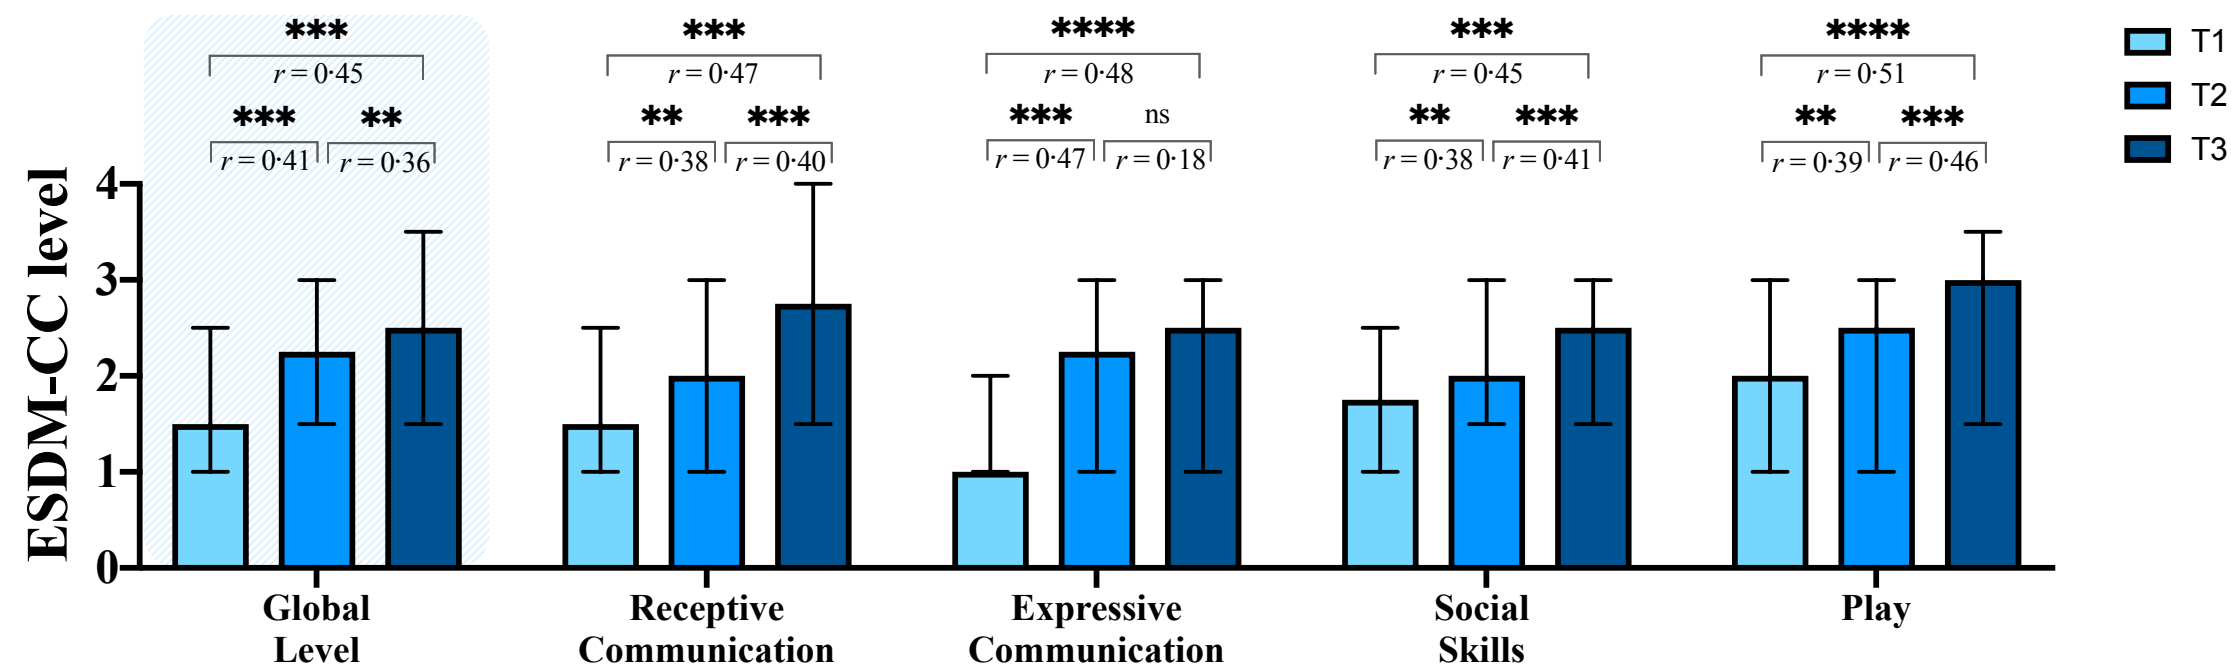 *** *** **** *** ****
r = 0·45 r = 0·47 r = 0·48 r = 0·45 r = 0·51
*** ** ** *** *** ns ** *** ** ***
r = 0·41 r = 0·36 r = 0·38 r = 0·40 r = 0·47 r = 0·18 r = 0·38 r = 0·41 r = 0·39 r = 0·46
T1
T2
T3
ESDM-CC level
4
3
2
1
0
Global
Level
Receptive
Communication
Expressive
Communication
Social
Skills
Play